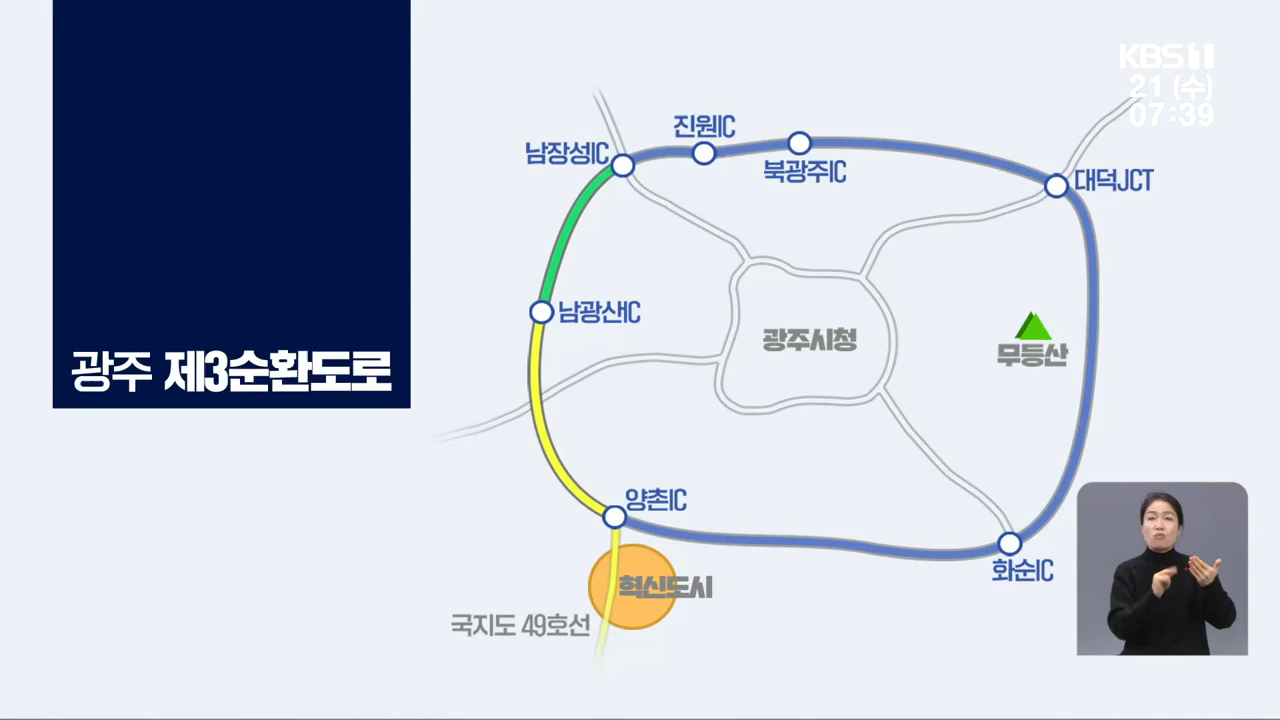 KBS 1
21 (수)
07:39
진원IC
남장성IC
북광주IC
대덕JCT
남광산IC
광주시청
무등산
광주 제3순환도로
양촌IC
화순IC
혁신도시
국지도 49호선